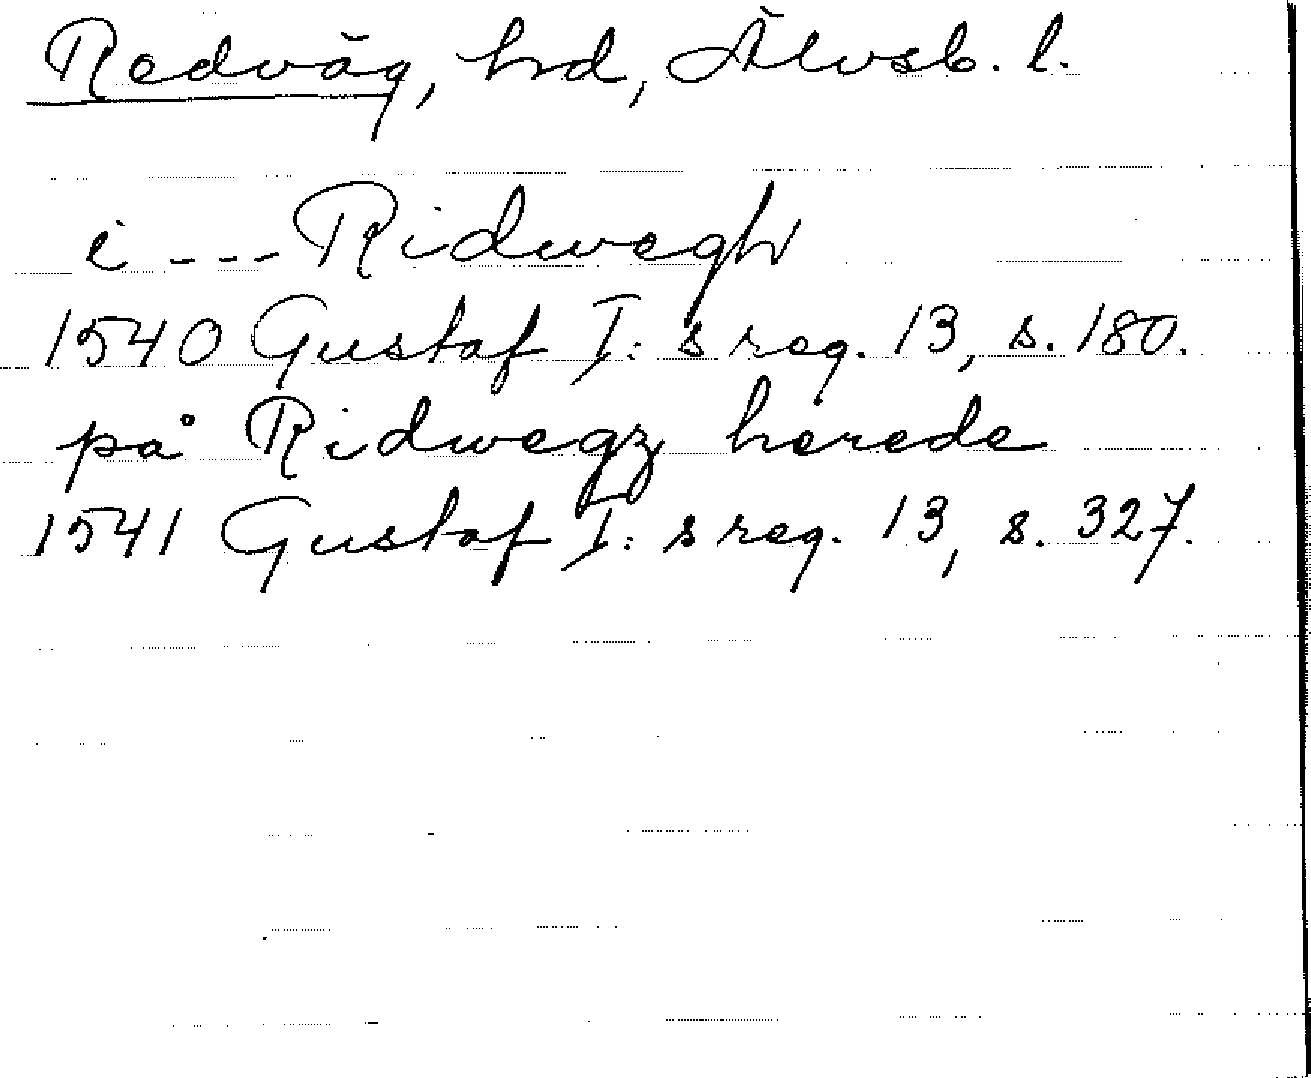 Redväg, hd, Älvsb. l.
i --- Ridwegh
1540 Gustaf I: s reg. 13, s. 180.
på Ridwegz herede
1541 Gustaf I: s reg. 13, s. 327.